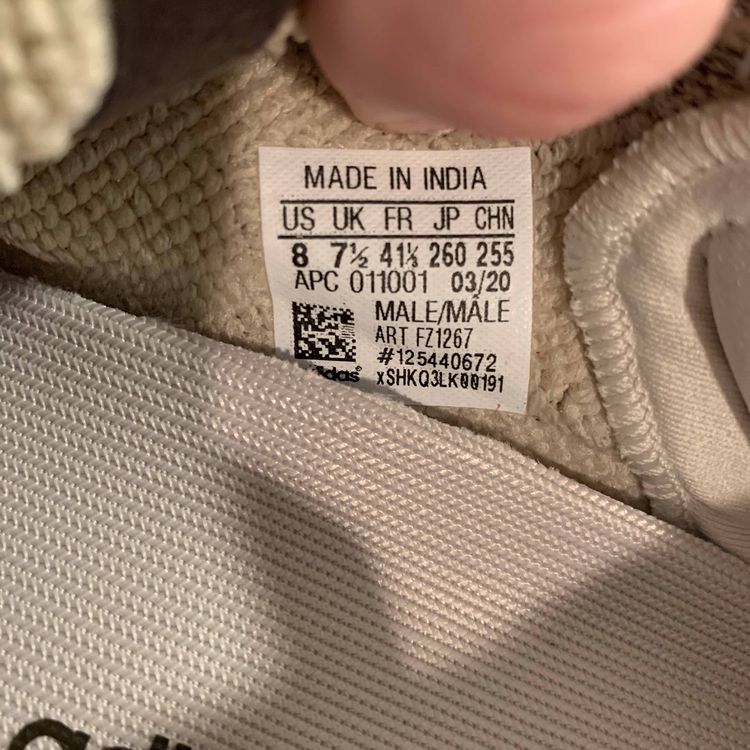 MADE IN INDIA
US UK FR JP CHN
8 7½ 41⅓ 260 255
APC 011001 03/20
MALE/MÂLE
ART FZ1267
#125440672
xSHKQ3LK00191